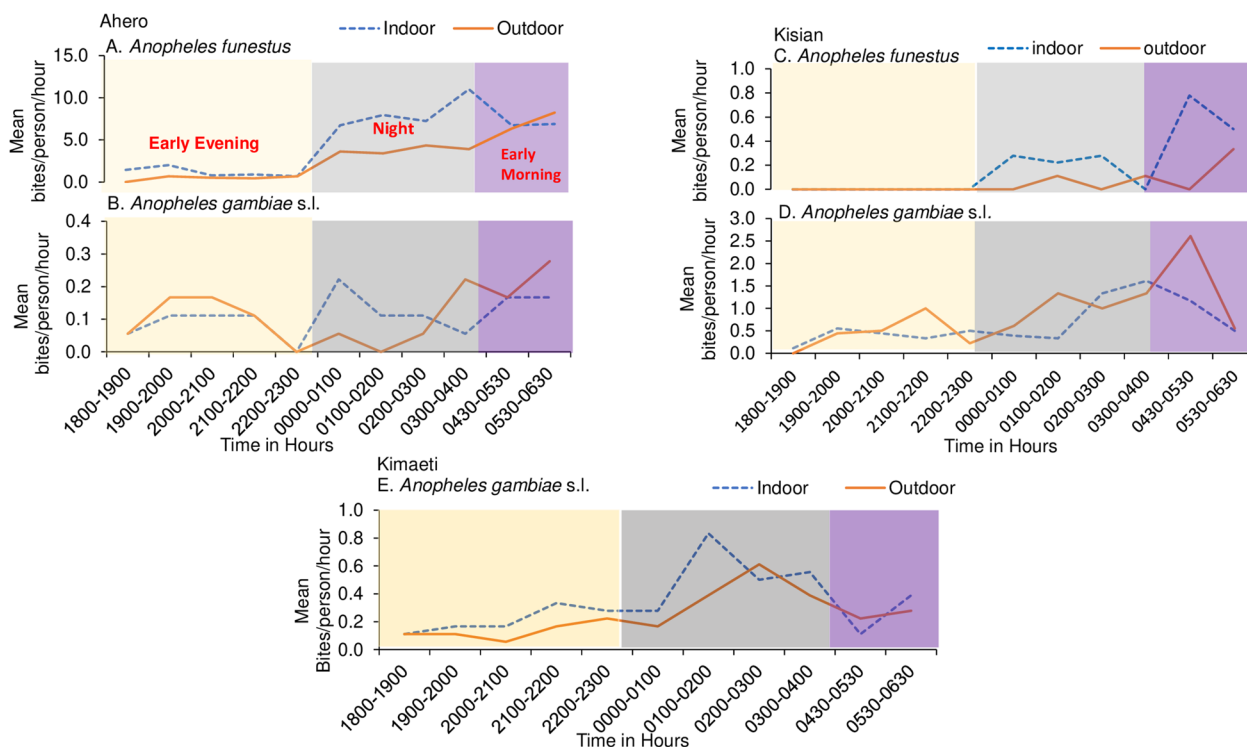 Ahero
Indoor
Outdoor
A. Anopheles funestus
15.0
10.0
5.0
0.0
Mean
bites/person/hour
Early Evening
Night
Early
Morning
B. Anopheles gambiae s.l.
0.4
0.3
0.2
0.1
0.0
Mean
bites/person/hour
1800-1900
1900-2000
2000-2100
2100-2200
2200-2300
0000-0100
0100-0200
0200-0300
0300-0400
0430-0530
0530-0630
Time in Hours
Kisian
indoor
outdoor
C. Anopheles funestus
1.0
0.8
0.6
0.4
0.2
0.0
Mean
bites/person/hour
D. Anopheles gambiae s.l.
3.0
2.5
2.0
1.5
1.0
0.5
0.0
Mean
bites/person/hour
1800-1900
1900-2000
2000-2100
2100-2200
2200-2300
0000-0100
0100-0200
0200-0300
0300-0400
0430-0530
0530-0630
Time in Hours
Kimaeti
E. Anopheles gambiae s.l.
Indoor
Outdoor
1.0
0.8
0.6
0.4
0.2
0.0
Mean
Bites/person/hour
1800-1900
1900-2000
2000-2100
2100-2200
2200-2300
0000-0100
0100-0200
0200-0300
0300-0400
0430-0530
0530-0630
Time in Hours